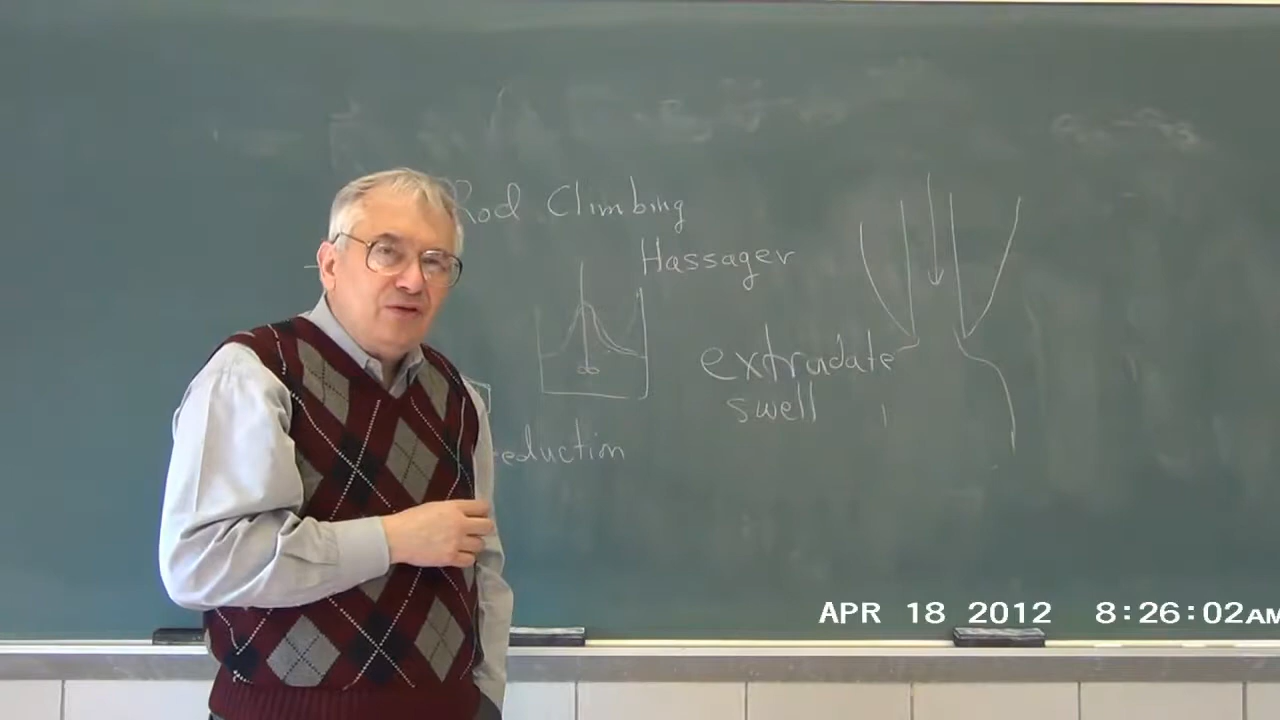 Rod Climbing
Hassager
extrudate
swell
eduction
APR 18 2012 8:26:02AM